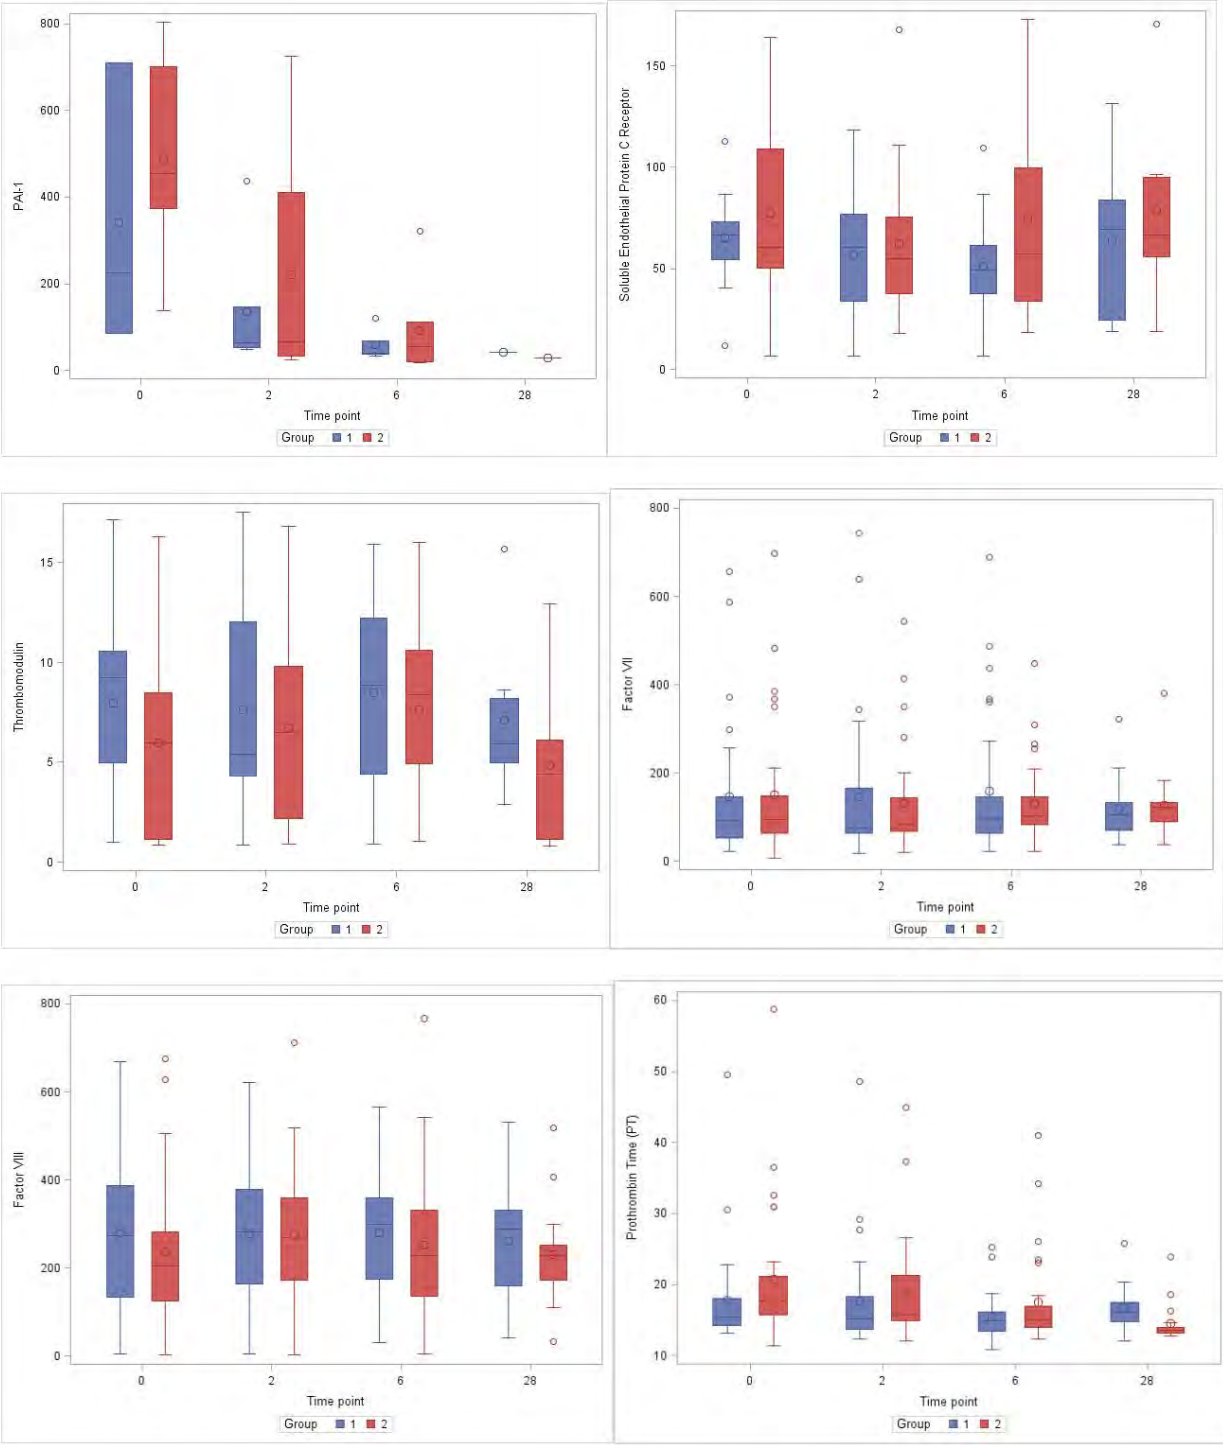 PAI-1
800
600
400
200
0
0 2 6 28
Time point
Group 1 2
Soluble Endothelial Protein C Receptor
150
100
50
0
0 2 6 28
Time point
Group 1 2
Thrombomodulin
15
10
5
0
0 2 6 28
Time point
Group 1 2
Factor VII
800
600
400
200
0
0 2 6 28
Time point
Group 1 2
Factor VIII
800
600
400
200
0
0 2 6 28
Time point
Group 1 2
Prothrombin Time (PT)
60
50
40
30
20
10
0 2 6 28
Time point
Group 1 2